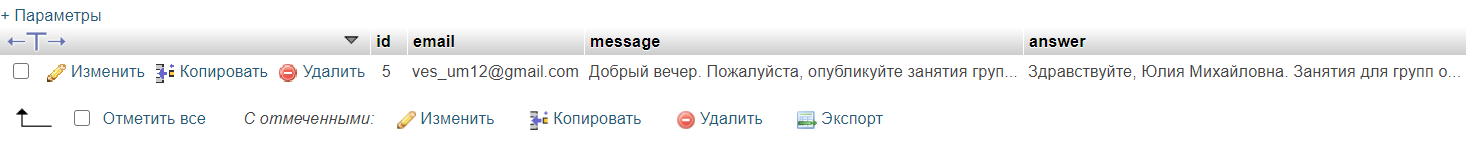 + Параметры
id email message answer
Изменить Копировать Удалить 5 ves_um12@gmail.com Добрый вечер. Пожалуйста, опубликуйте занятия груп... Здравствуйте, Юлия Михайловна. Занятия для групп о...
Отметить все С отмеченными: Изменить Копировать Удалить Экспорт